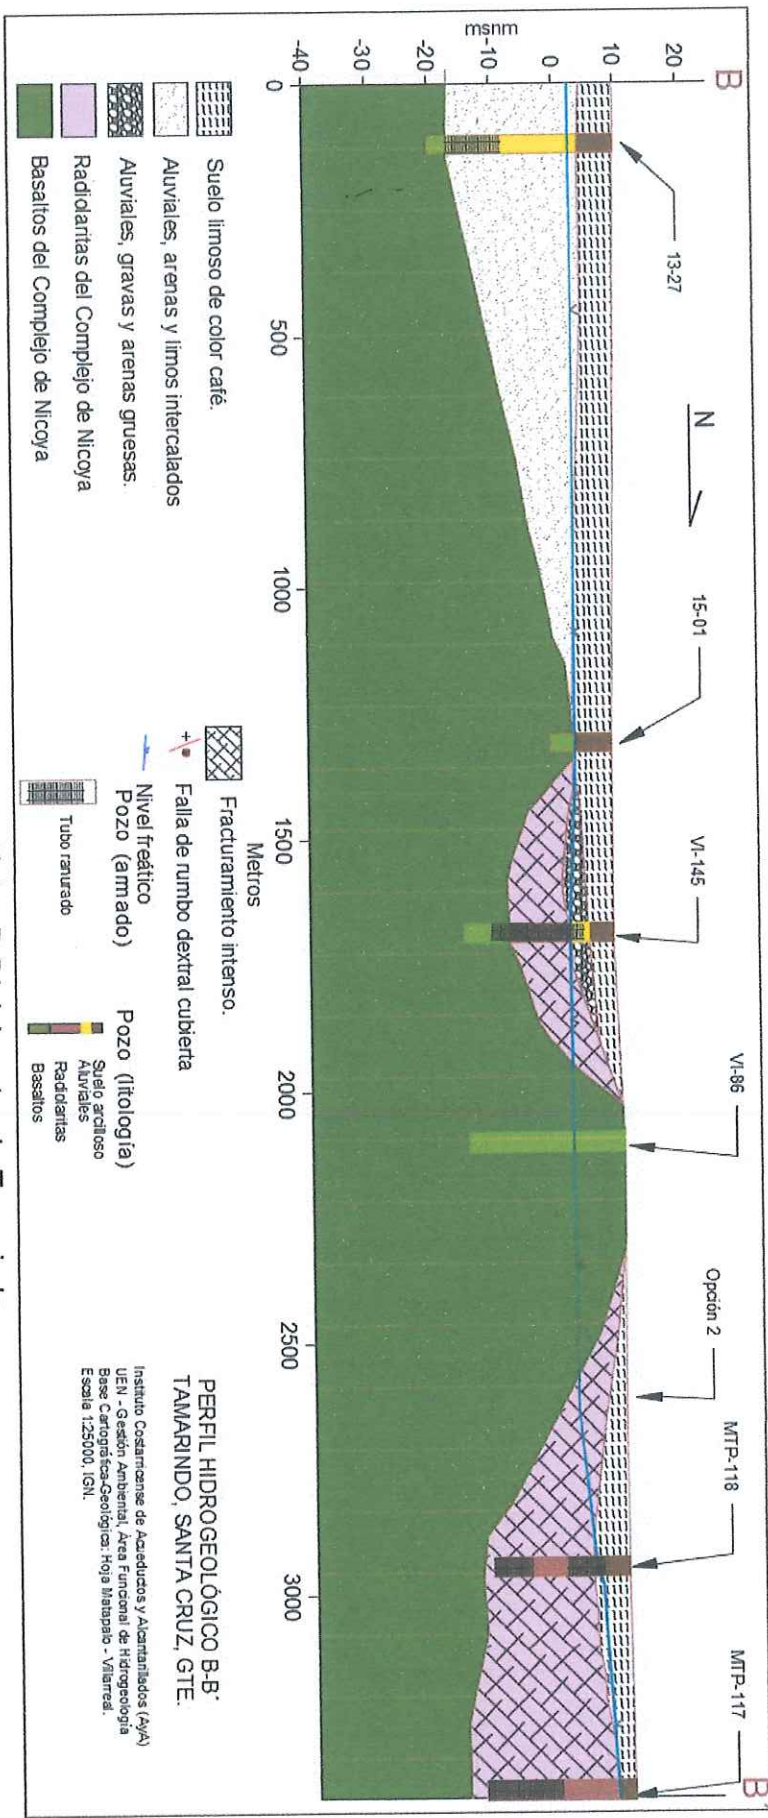 B
B'
msnm
20
10
0
-10
-20
-30
-40
13-27
N
15-01
VI-145
VI-86
Opción 2
MTP-118
MTP-117
0
500
1000
1500
2000
2500
3000
Metros
Suelo limoso de color café.
Aluviales, arenas y limos intercalados
Aluviales, gravas y arenas gruesas.
Radiolaritas del Complejo de Nicoya
Basaltos del Complejo de Nicoya
Fracturamiento intenso.
Falla de rumbo dextral cubierta
Nivel freático
Pozo (armado)
Tubo ranurado
Pozo (litología)
Suelo arcilloso
Aluviales
Radiolaritas
Basaltos
PERFIL HIDROGEOLÓGICO B-B'
TAMARINDO, SANTA CRUZ, GTE.
Instituto Costarricense de Acueductos y Alcantarillados (AyA)
UEN - Gestión Ambiental, Área Funcional de Hidrogeología
Base Cartográfica-Geológica: Hoja Matapalo - Villarreal.
Escala 1:25000, IGN.